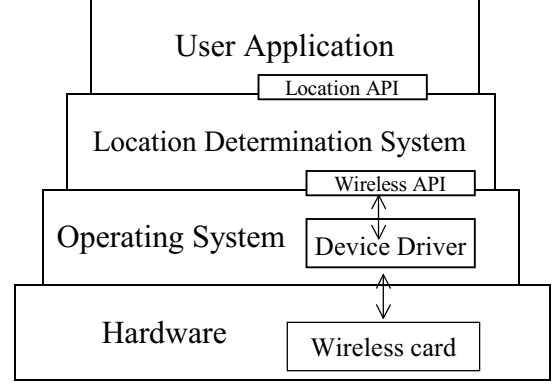 User Application
Location API
Location Determination System
Wireless API
Operating System
Device Driver
Hardware
Wireless card